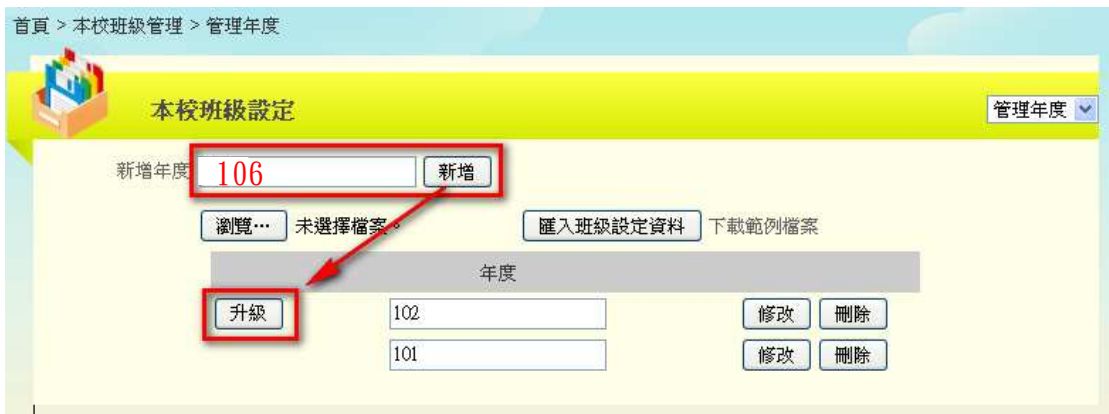 首頁 > 本校班級管理 > 管理年度
本校班級設定
管理年度
新增年度 106 新增
瀏覽… 未選擇檔案。 匯入班級設定資料 下載範例檔案
年度
升級 102 修改 刪除
101 修改 刪除